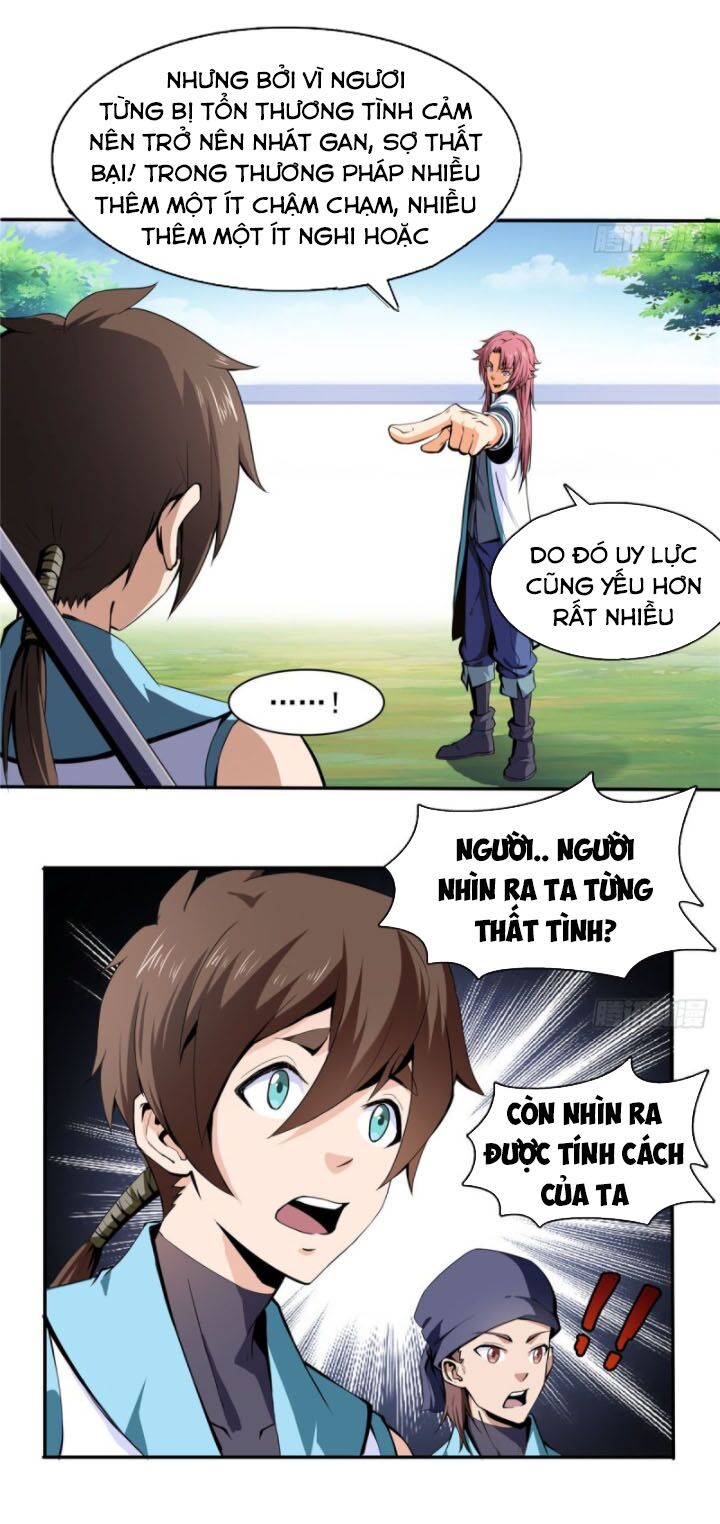 NHƯNG BỞI VÌ NGƯƠI
TỪNG BỊ TỔN THƯƠNG TÌNH CẢM
NÊN TRỞ NÊN NHÁT GAN, SỢ THẤT
BẠI! TRONG THƯƠNG PHÁP NHIỀU
THÊM MỘT ÍT CHẬM CHẠM, NHIỀU
THÊM MỘT ÍT NGHI HOẶC
DO ĐÓ UY LỰC
CŨNG YẾU HƠN
RẤT NHIỀU
······!
NGƯỜI.. NGƯỜI
NHÌN RA TA TỪNG
THẤT TÌNH?
CÒN NHÌN RA
ĐƯỢC TÍNH CÁCH
CỦA TA
!!